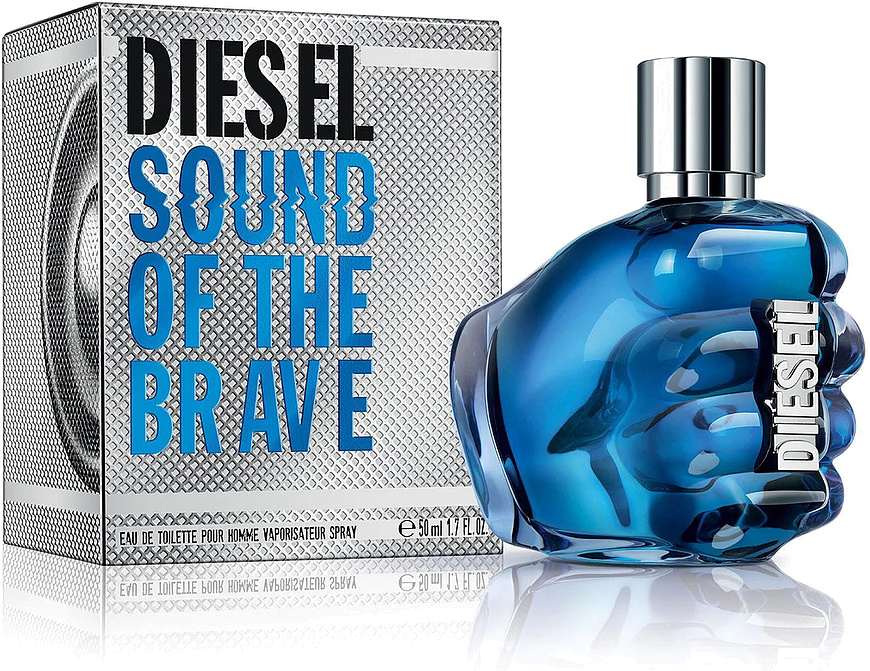 DIESEL
SOUND
OF THE
BRAVE
EAU DE TOILETTE POUR HOMME VAPORISATEUR SPRAY
℮ 50 ml 1.7 FL. OZ.
DIESEL